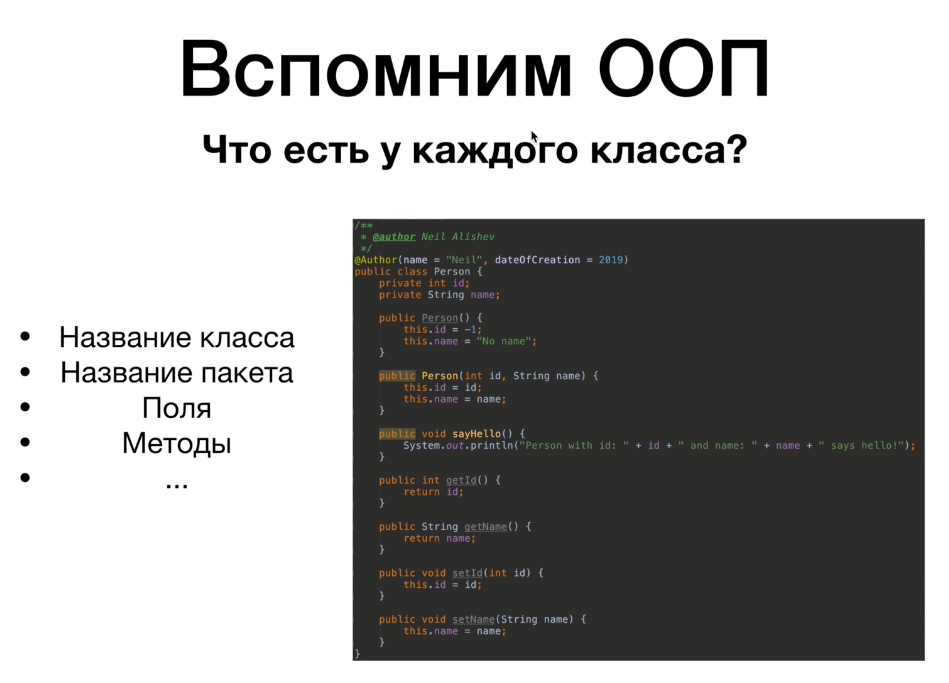 Вспомним ООП
Что есть у каждого класса?
• Название класса
• Название пакета
• Поля
• Методы
• ...
/**
 * @author Neil Alishev
 */
@Author(name = "Neil", dateOfCreation = 2019)
public class Person {
    private int id;
    private String name;

    public Person() {
        this.id = -1;
        this.name = "No name";
    }

    public Person(int id, String name) {
        this.id = id;
        this.name = name;
    }

    public void sayHello() {
        System.out.println("Person with id: " + id + " and name: " + name + " says hello!");
    }

    public int getId() {
        return id;
    }

    public String getName() {
        return name;
    }

    public void setId(int id) {
        this.id = id;
    }

    public void setName(String name) {
        this.name = name;
    }
}